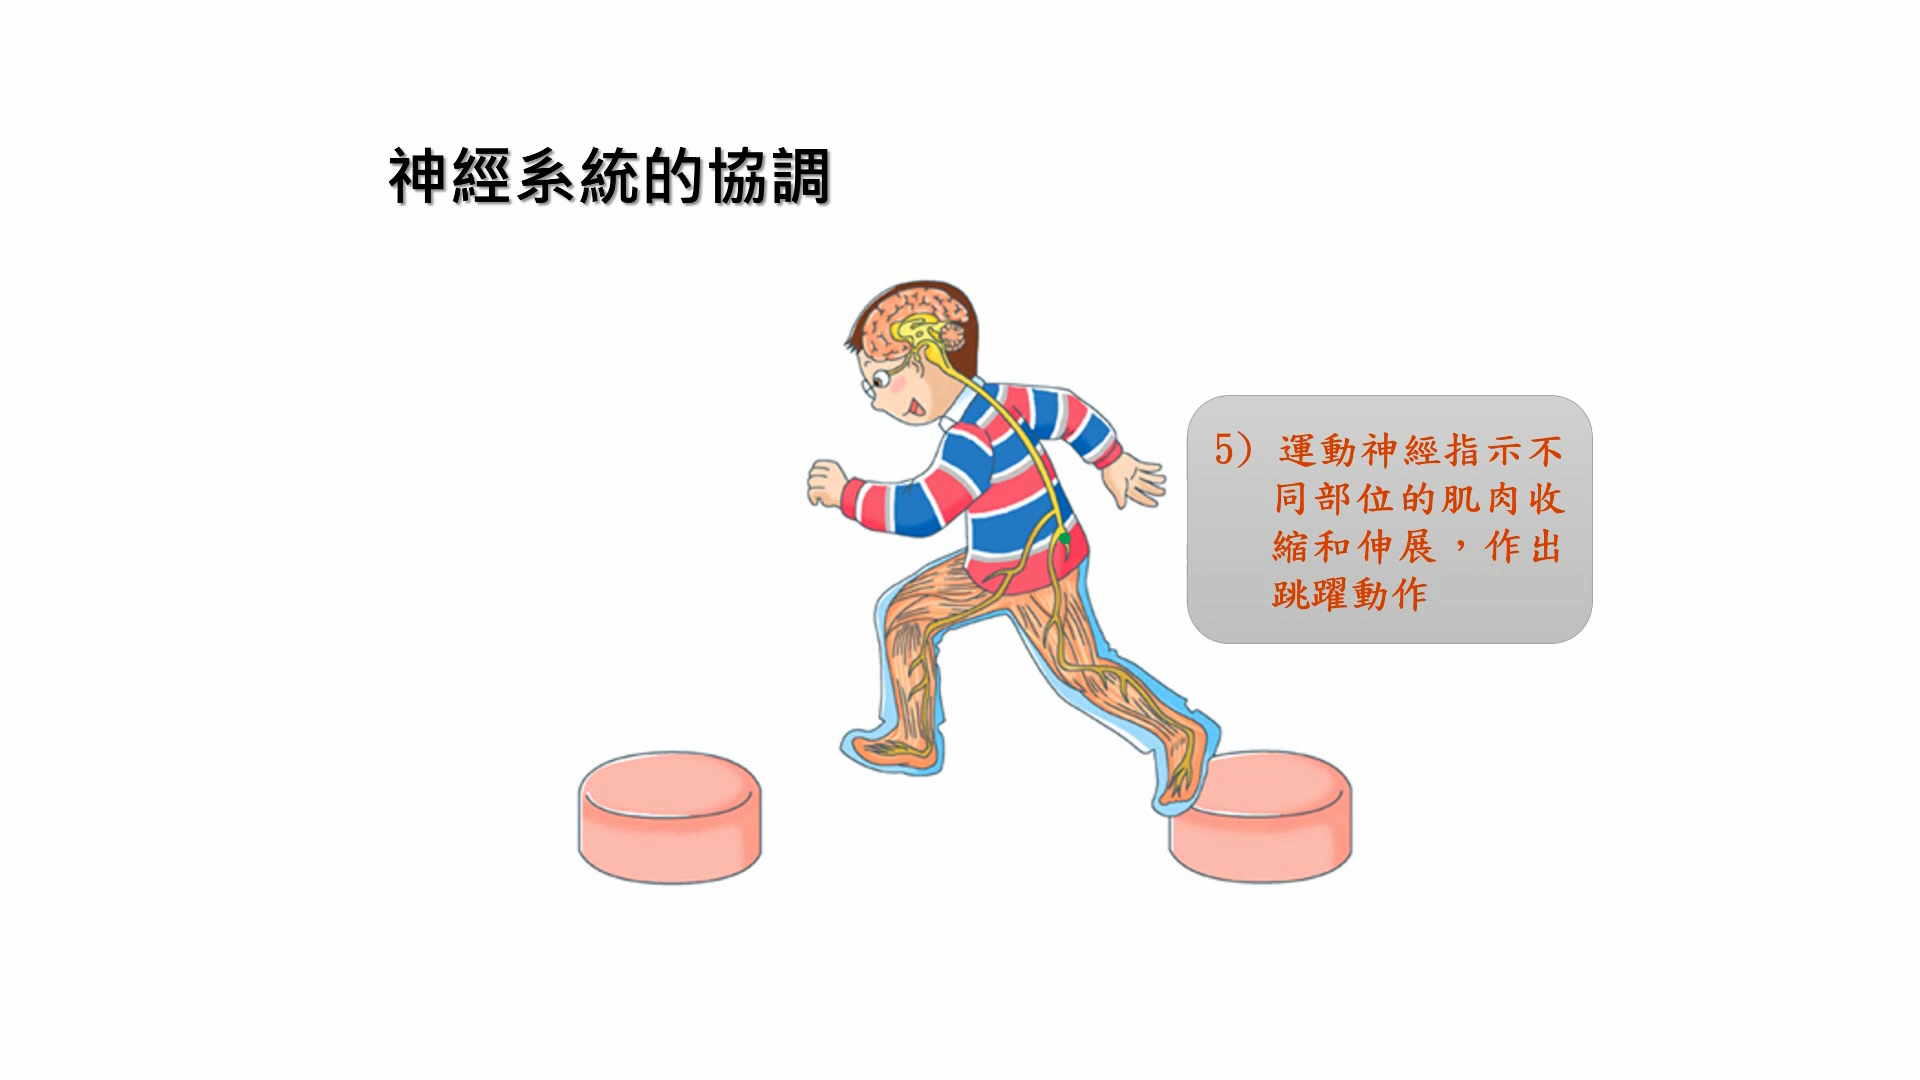 神經系統的協調
5) 運動神經指示不
同部位的肌肉收
縮和伸展，作出
跳躍動作